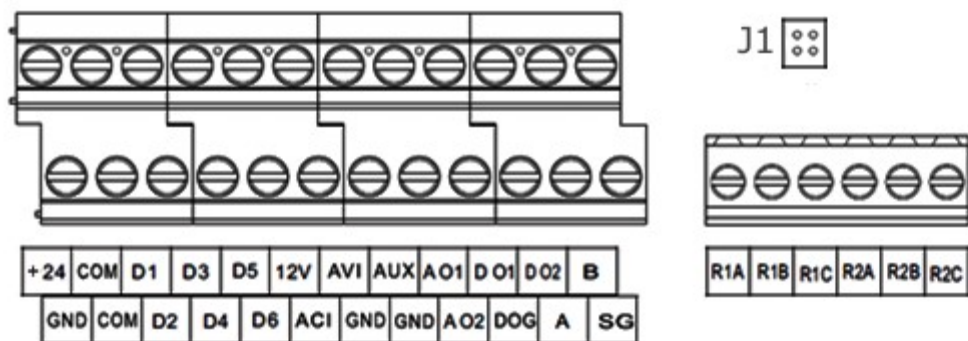 J1
+24 COM D1 D3 D5 12V AVI AUX AO1 DO1 DO2 B
GND COM D2 D4 D6 ACI GND GND AO2 DOG A SG
R1A R1B R1C R2A R2B R2C